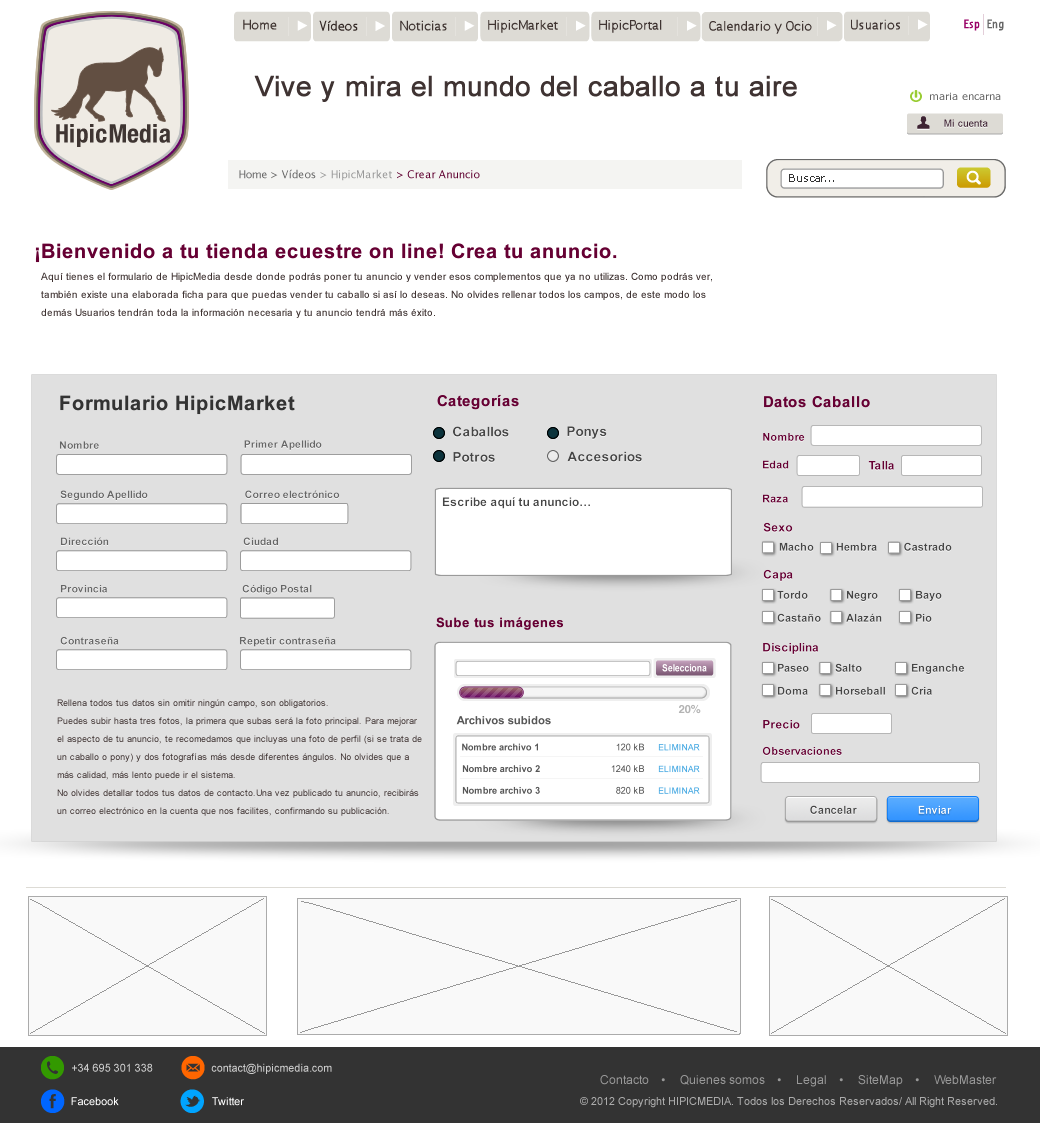 Home
Vídeos
Noticias
HipicMarket
HipicPortal
Calendario y Ocio
Usuarios
Esp
Eng
HipicMedia
Vive y mira el mundo del caballo a tu aire
maria encarna
Mi cuenta
Home > Vídeos > HipicMarket > Crear Anuncio
Buscar...
¡Bienvenido a tu tienda ecuestre on line! Crea tu anuncio.
Aquí tienes el formulario de HipicMedia desde donde podrás poner tu anuncio y vender esos complementos que ya no utilizas. Como podrás ver,
también existe una elaborada ficha para que puedas vender tu caballo si así lo deseas. No olvides rellenar todos los campos, de este modo los
demás Usuarios tendrán toda la información necesaria y tu anuncio tendrá más éxito.
Formulario HipicMarket
Nombre
Primer Apellido
Segundo Apellido
Correo electrónico
Dirección
Ciudad
Provincia
Código Postal
Contraseña
Repetir contraseña
Rellena todos tus datos sin omitir ningún campo, son obligatorios.
Puedes subir hasta tres fotos, la primera que subas será la foto principal. Para mejorar
el aspecto de tu anuncio, te recomedamos que incluyas una foto de perfil (si se trata de
un caballo o pony) y dos fotografías más desde diferentes ángulos. No olvides que a
más calidad, más lento puede ir el sistema.
No olvides detallar todos tus datos de contacto.Una vez publicado tu anuncio, recibirás
un correo electrónico en la cuenta que nos facilites, confirmando su publicación.
Categorías
Caballos
Ponys
Potros
Accesorios
Escribe aquí tu anuncio...
Sube tus imágenes
Selecciona
20%
Archivos subidos
Nombre archivo 1 120 kB ELIMINAR
Nombre archivo 2 1240 kB ELIMINAR
Nombre archivo 3 820 kB ELIMINAR
Datos Caballo
Nombre
Edad
Talla
Raza
Sexo
Macho Hembra Castrado
Capa
Tordo Negro Bayo
Castaño Alazán Pio
Disciplina
Paseo Salto Enganche
Doma Horseball Cria
Precio
Observaciones
Cancelar
Enviar
+34 695 301 338
contact@hipicmedia.com
Facebook
Twitter
Contacto • Quienes somos • Legal • SiteMap • WebMaster
© 2012 Copyright HIPICMEDIA. Todos los Derechos Reservados/ All Right Reserved.